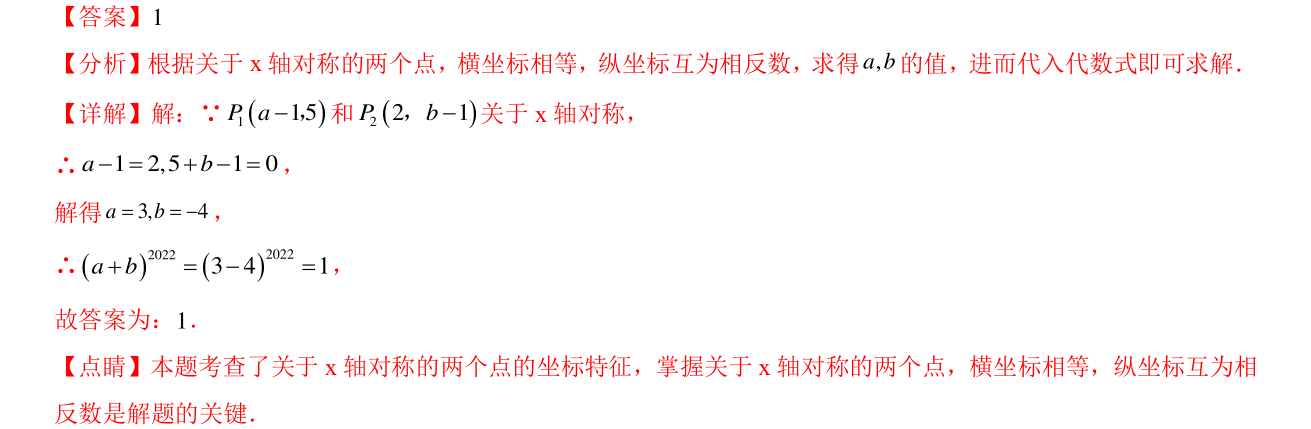 【答案】1
【分析】根据关于 x 轴对称的两个点，横坐标相等，纵坐标互为相反数，求得a,b的值，进而代入代数式即可求解．
【详解】解：∵P₁(a−1,5)和P₂(2，b−1)关于 x 轴对称，
∴a−1=2,5+b−1=0，
解得a=3,b=−4，
∴(a+b)²⁰²²=(3−4)²⁰²²=1，
故答案为：1．
【点睛】本题考查了关于 x 轴对称的两个点的坐标特征，掌握关于 x 轴对称的两个点，横坐标相等，纵坐标互为相
反数是解题的关键．